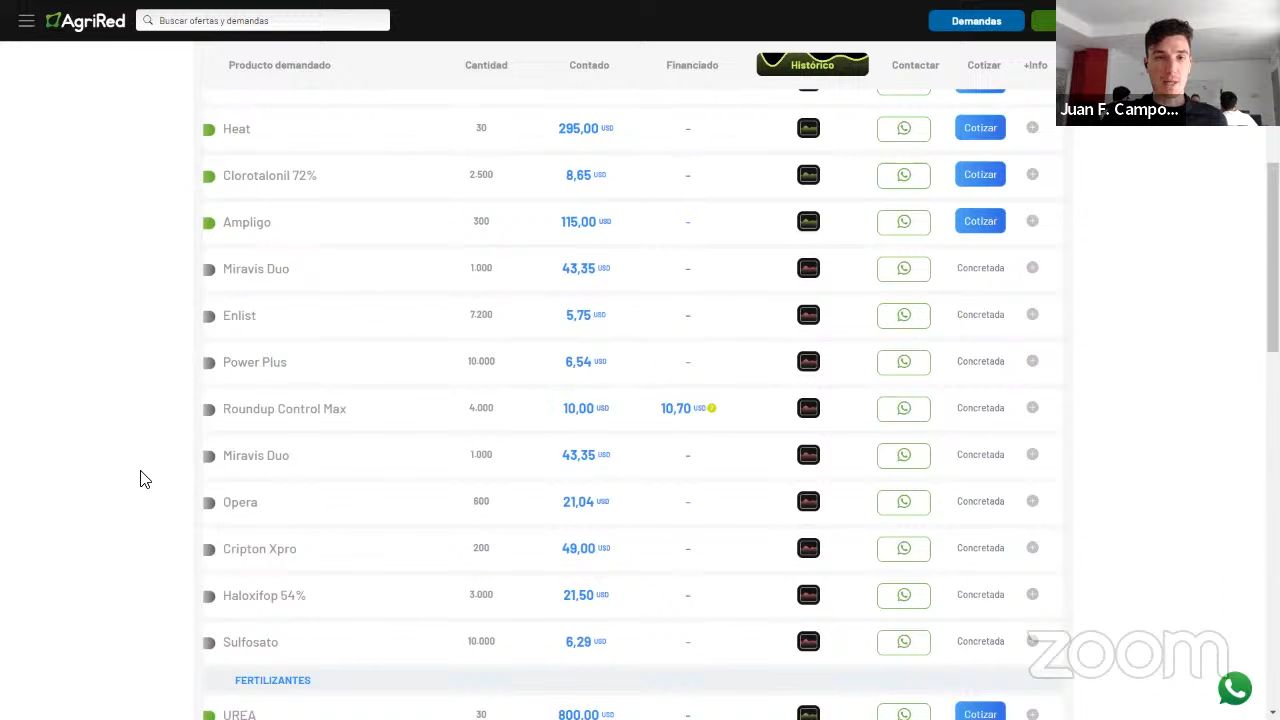 AgriRed Buscar ofertas y demandas Demandas
Producto demandado Cantidad Contado Financiado Histórico Contactar Cotizar +Info
Juan F. Campo...
Heat 30 295,00 USD - Cotizar
Clorotalonil 72% 2.500 8,65 USD - Cotizar
Ampligo 300 115,00 USD - Cotizar
Miravis Duo 1.000 43,35 USD - Concretada
Enlist 7.200 5,75 USD - Concretada
Power Plus 10.000 6,54 USD - Concretada
Roundup Control Max 4.000 10,00 USD 10,70 USD Concretada
Miravis Duo 1.000 43,35 USD - Concretada
Opera 600 21,04 USD - Concretada
Cripton Xpro 200 49,00 USD - Concretada
Haloxifop 54% 3.000 21,50 USD - Concretada
Sulfosato 10.000 6,29 USD - Concretada
zoom
FERTILIZANTES
UREA 30 800,00 USD - Cotizar